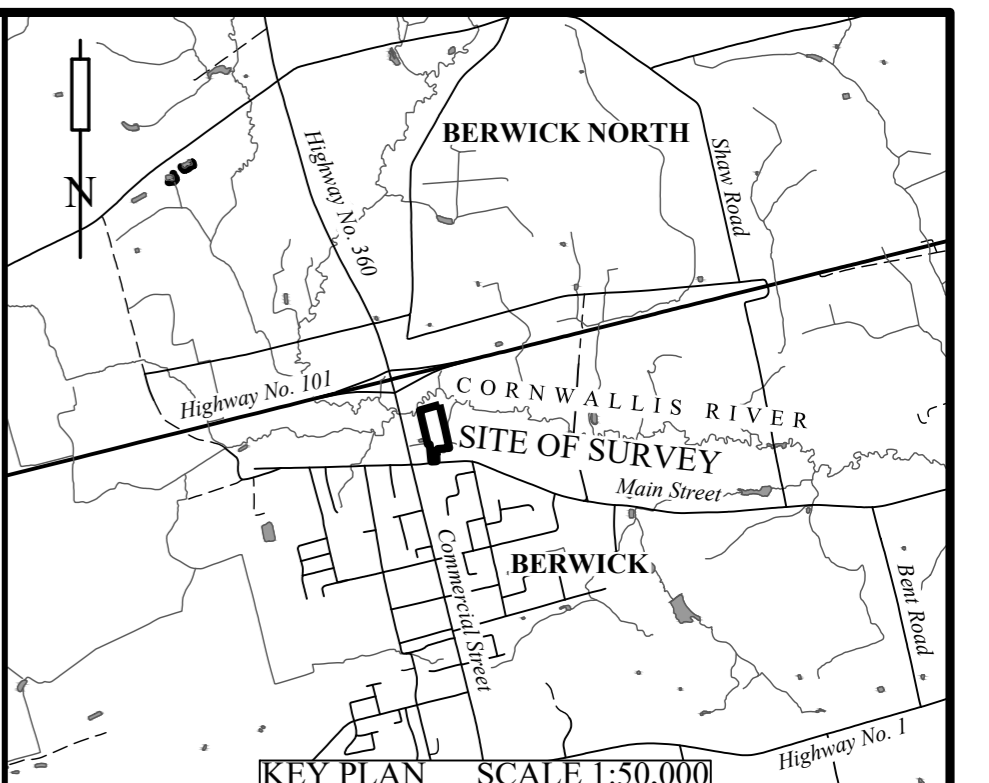 BERWICK NORTH
Highway No. 360
Shaw Road
N
Highway No. 101
CORNWALLIS RIVER
SITE OF SURVEY
Main Street
Commercial Street
BERWICK
Bent Road
Highway No. 1
KEY PLAN SCALE 1:50,000